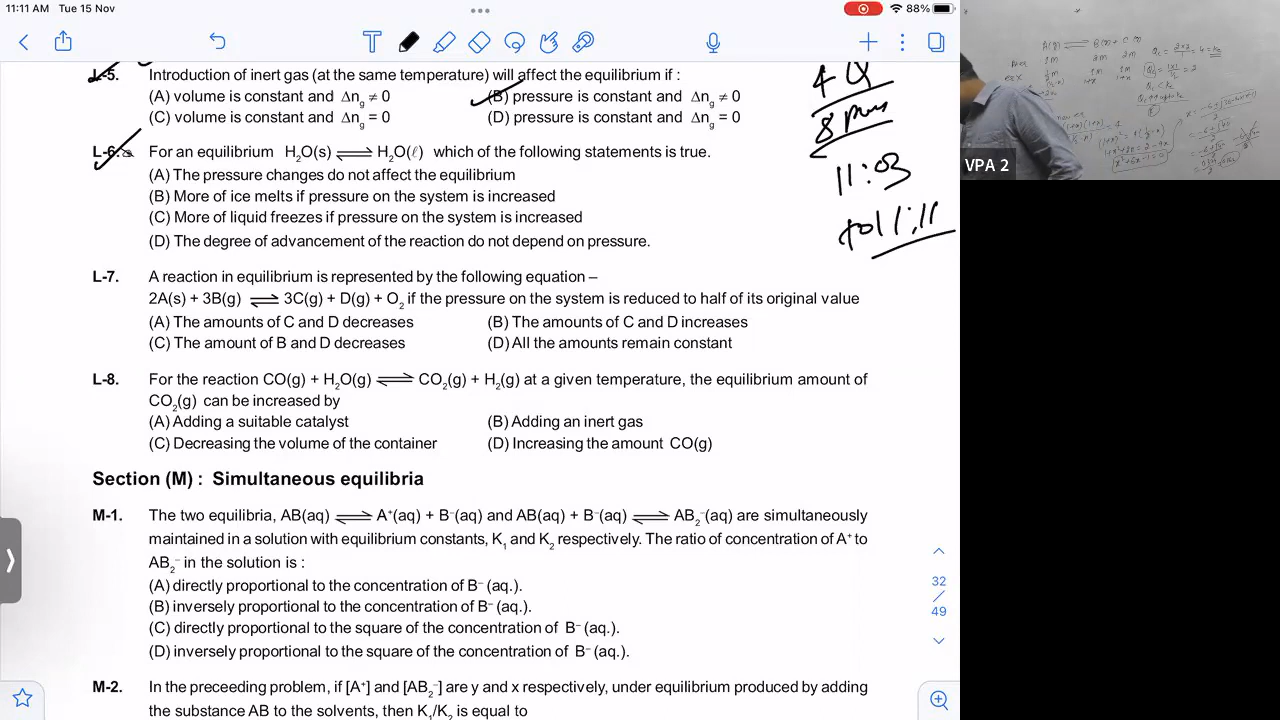 11:11 AM Tue 15 Nov
88%
L-5. Introduction of inert gas (at the same temperature) will affect the equilibrium if :
(A) volume is constant and Δng ≠ 0 (B) pressure is constant and Δng ≠ 0
(C) volume is constant and Δng = 0 (D) pressure is constant and Δng = 0
L-6. For an equilibrium H2O(s) ⇌ H2O(ℓ) which of the following statements is true.
(A) The pressure changes do not affect the equilibrium
(B) More of ice melts if pressure on the system is increased
(C) More of liquid freezes if pressure on the system is increased
(D) The degree of advancement of the reaction do not depend on pressure.
4 Q
11:03
L-7. A reaction in equilibrium is represented by the following equation –
2A(s) + 3B(g) ⇌ 3C(g) + D(g) + O2 if the pressure on the system is reduced to half of its original value
(A) The amounts of C and D decreases (B) The amounts of C and D increases
(C) The amount of B and D decreases (D) All the amounts remain constant
L-8. For the reaction CO(g) + H2O(g) ⇌ CO2(g) + H2(g) at a given temperature, the equilibrium amount of
CO2(g) can be increased by
(A) Adding a suitable catalyst (B) Adding an inert gas
(C) Decreasing the volume of the container (D) Increasing the amount CO(g)
Section (M) : Simultaneous equilibria
M-1. The two equilibria, AB(aq) ⇌ A⁺(aq) + B⁻(aq) and AB(aq) + B⁻(aq) ⇌ AB2⁻(aq) are simultaneously
maintained in a solution with equilibrium constants, K1 and K2 respectively. The ratio of concentration of A⁺ to
AB2⁻ in the solution is :
(A) directly proportional to the concentration of B⁻ (aq.).
(B) inversely proportional to the concentration of B⁻ (aq.).
(C) directly proportional to the square of the concentration of B⁻ (aq.).
(D) inversely proportional to the square of the concentration of B⁻ (aq.).
M-2. In the preceeding problem, if [A⁺] and [AB2⁻] are y and x respectively, under equilibrium produced by adding
the substance AB to the solvents, then K1/K2 is equal to
32
/
49
VPA 2